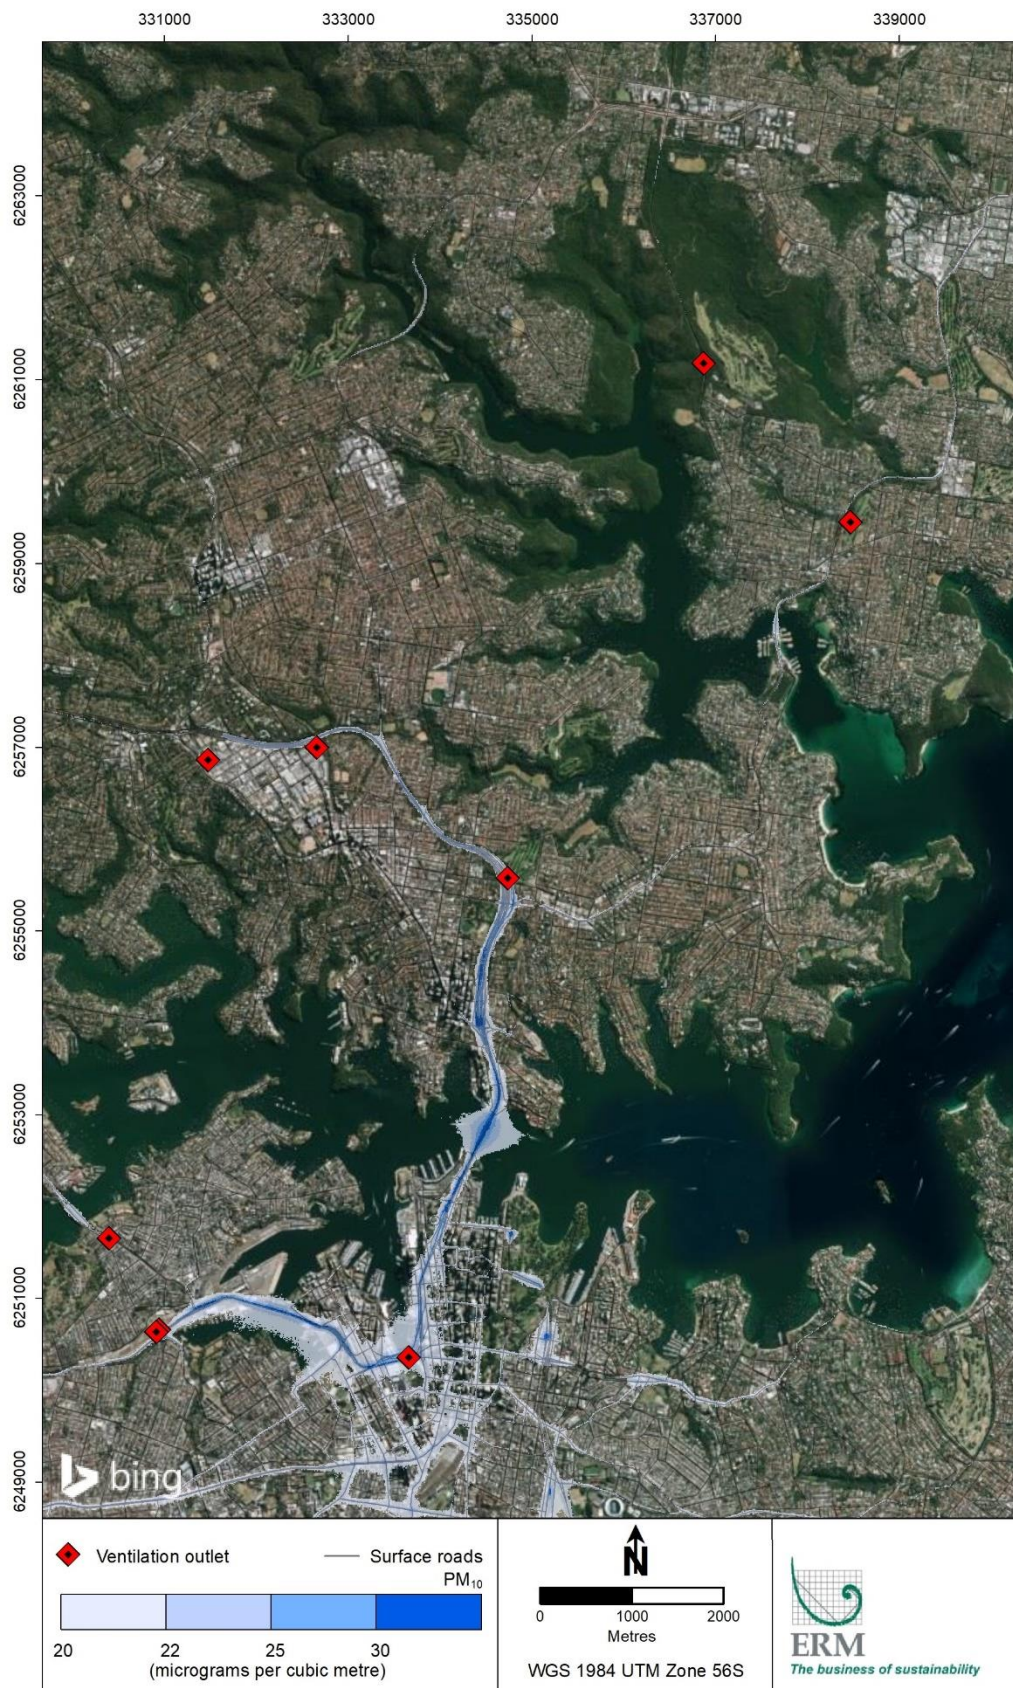 331000 333000 335000 337000 339000
6263000
6261000
6259000
6257000
6255000
6253000
6251000
6249000
bing
Ventilation outlet
Surface roads
PM₁₀
20 22 25 30
(micrograms per cubic metre)
N
0 1000 2000
Metres
WGS 1984 UTM Zone 56S
ERM
The business of sustainability